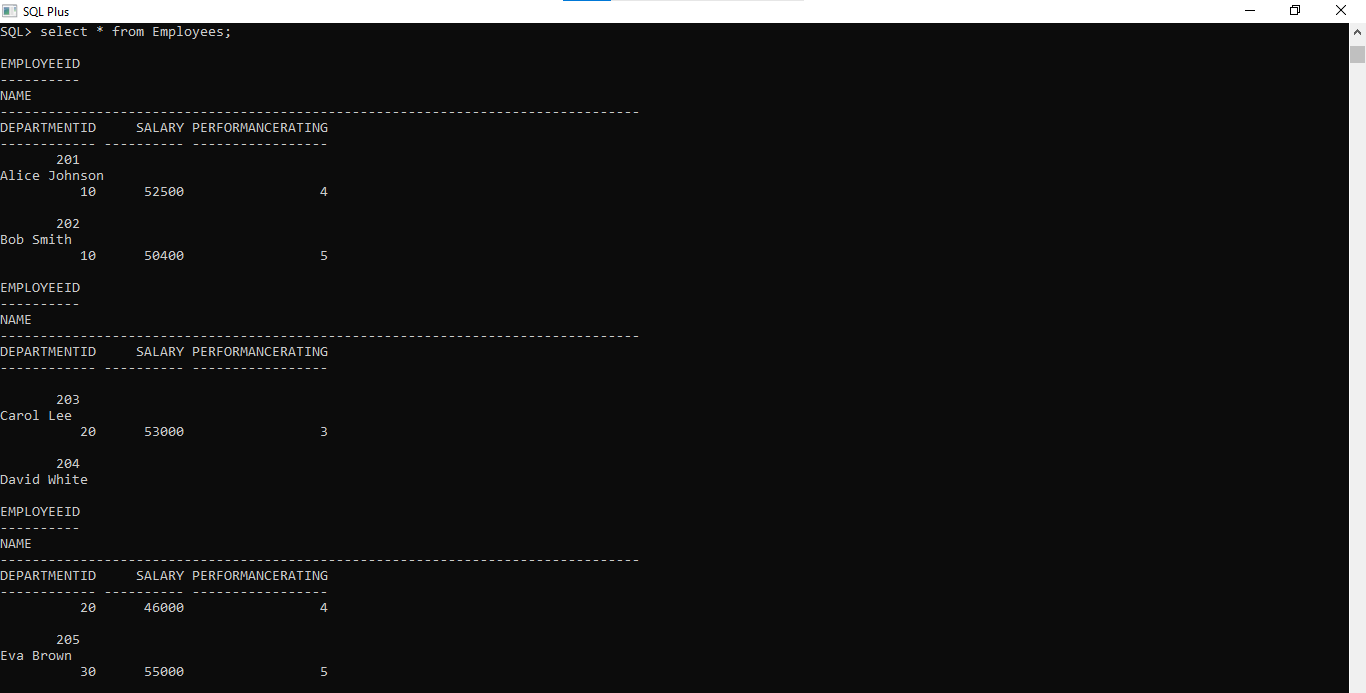 SQL Plus
SQL> select * from Employees;
EMPLOYEEID
----------
NAME
--------------------------------------------------------------------------------
DEPARTMENTID     SALARY PERFORMANCERATING
------------ ---------- -----------------
       201
Alice Johnson
          10      52500                 4
       202
Bob Smith
          10      50400                 5
EMPLOYEEID
----------
NAME
--------------------------------------------------------------------------------
DEPARTMENTID     SALARY PERFORMANCERATING
------------ ---------- -----------------
       203
Carol Lee
          20      53000                 3
       204
David White
EMPLOYEEID
----------
NAME
--------------------------------------------------------------------------------
DEPARTMENTID     SALARY PERFORMANCERATING
------------ ---------- -----------------
          20      46000                 4
       205
Eva Brown
          30      55000                 5